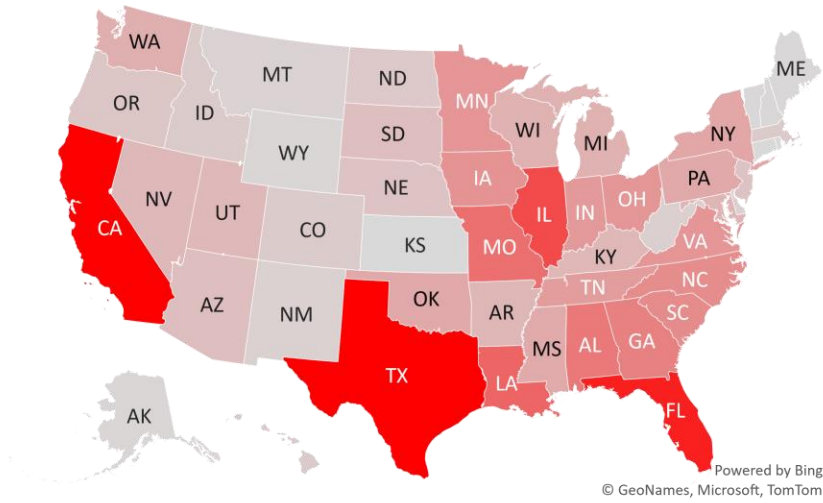 WA
MT
ND
ME
OR
ID
MN
WI
MI
NY
SD
WY
IA
PA
NE
NV
UT
IL
IN
OH
CA
CO
KS
MO
KY
VA
TN
NC
AZ
NM
OK
AR
SC
MS
AL
GA
TX
LA
FL
AK
Powered by Bing
© GeoNames, Microsoft, TomTom